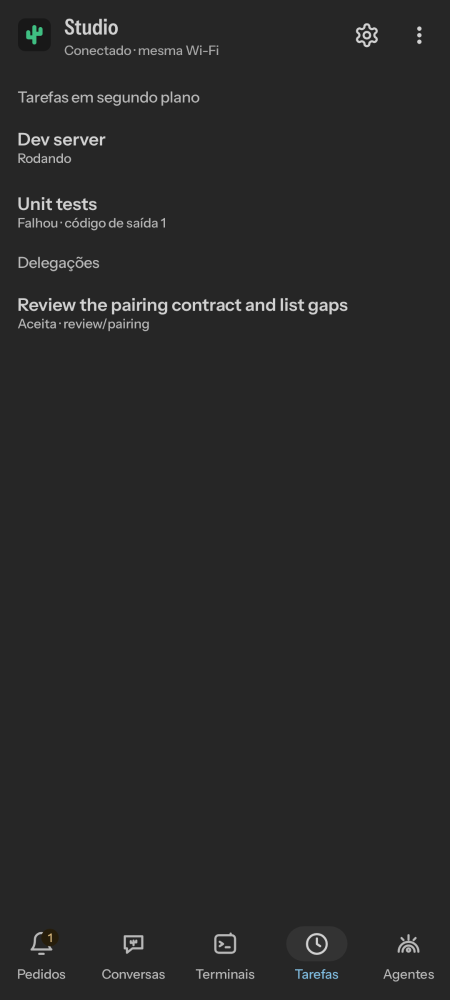 Studio
Conectado · mesma Wi-Fi
Tarefas em segundo plano
Dev server
Rodando
Unit tests
Falhou · código de saída 1
Delegações
Review the pairing contract and list gaps
Aceita · review/pairing
1
Pedidos
Conversas
Terminais
Tarefas
Agentes